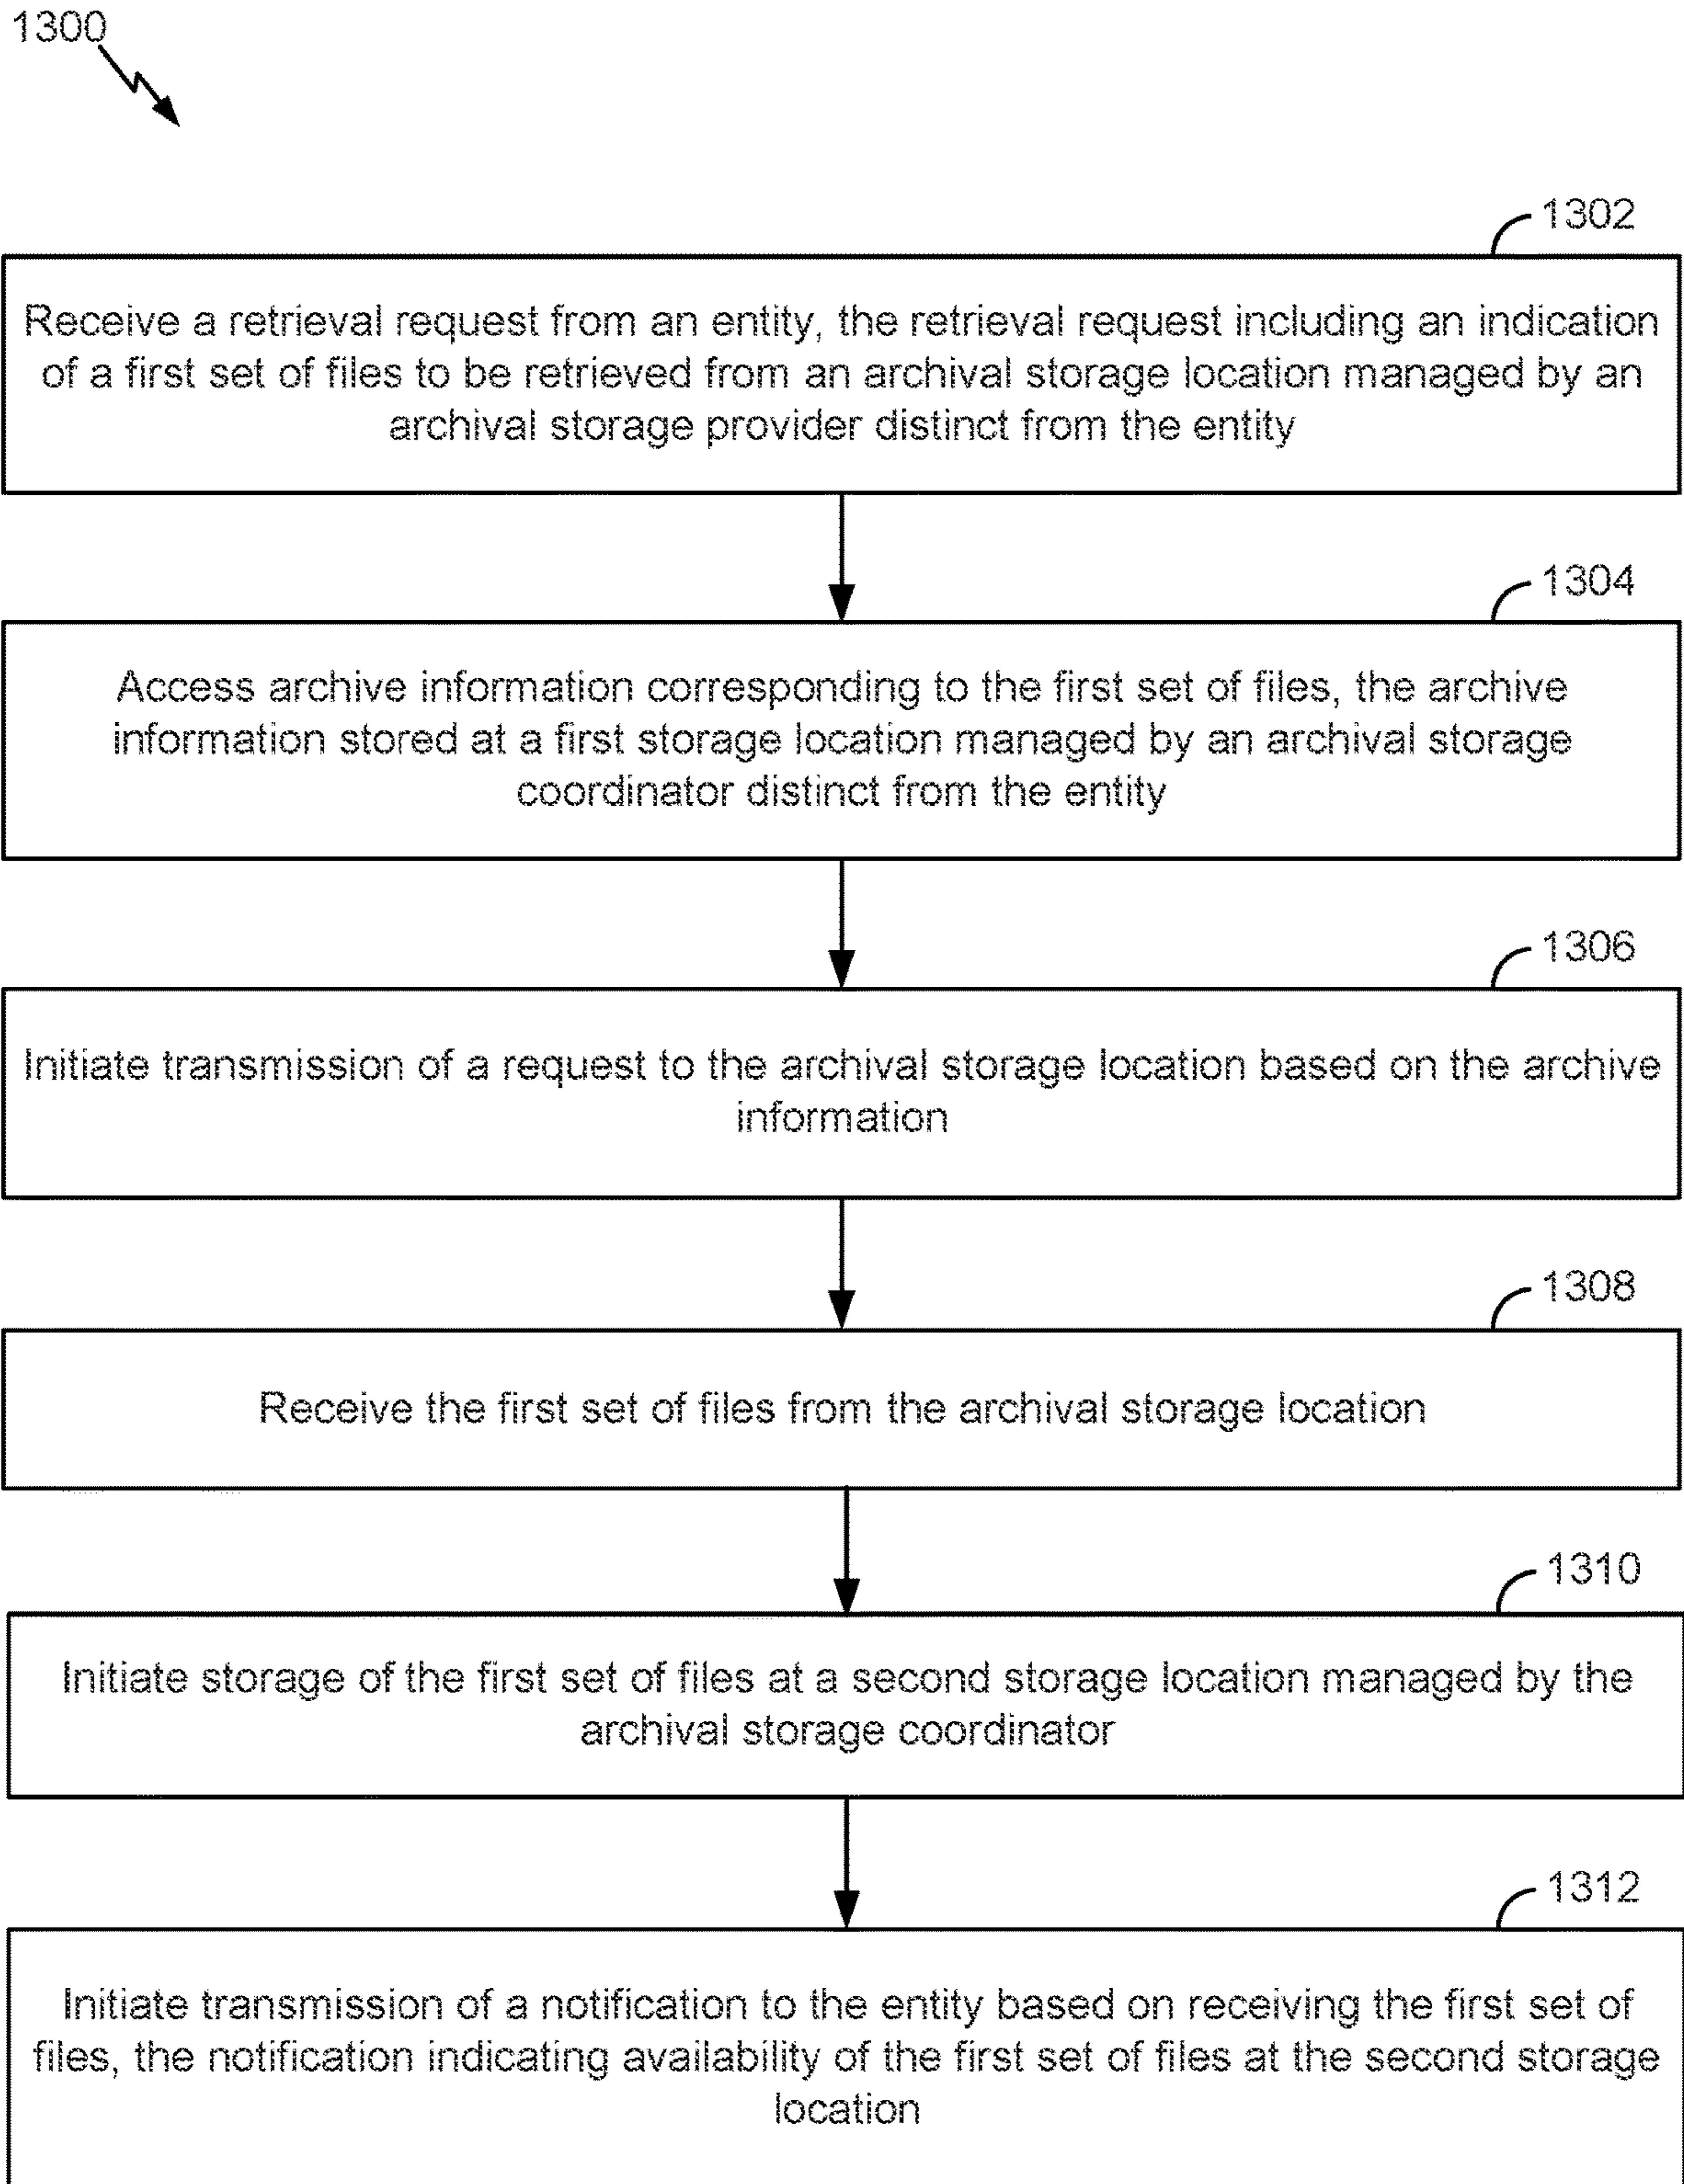 1300
1302
Receive a retrieval request from an entity, the retrieval request including an indication
of a first set of files to be retrieved from an archival storage location managed by an
archival storage provider distinct from the entity
1304
Access archive information corresponding to the first set of files, the archive
information stored at a first storage location managed by an archival storage
coordinator distinct from the entity
1306
Initiate transmission of a request to the archival storage location based on the archive
information
1308
Receive the first set of files from the archival storage location
1310
Initiate storage of the first set of files at a second storage location managed by the
archival storage coordinator
1312
Initiate transmission of a notification to the entity based on receiving the first set of
files, the notification indicating availability of the first set of files at the second storage
location